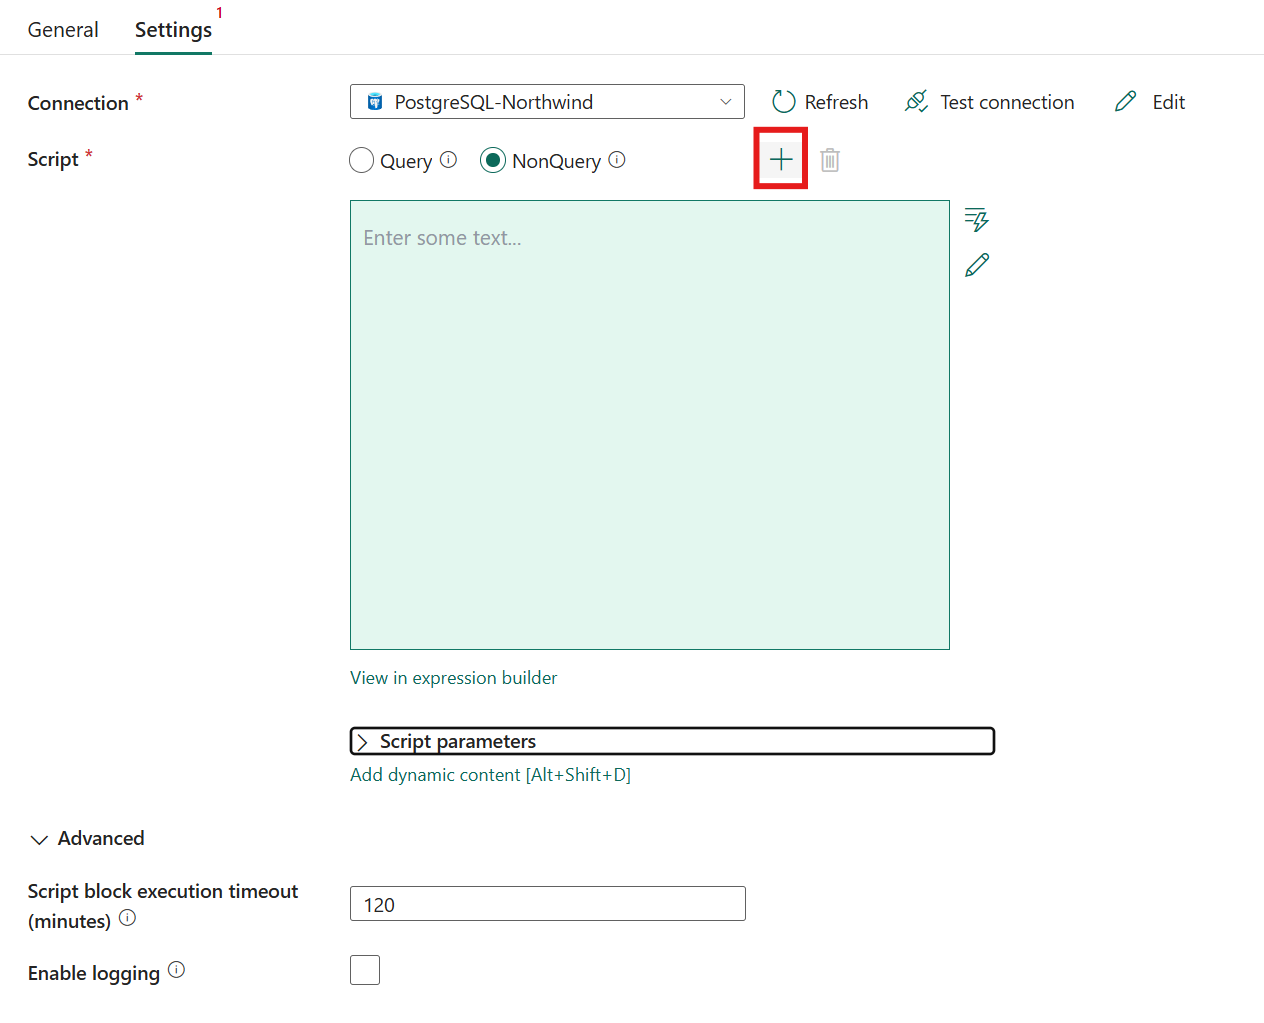 General Settings 1
Connection * PostgreSQL-Northwind Refresh Test connection Edit
Script * Query NonQuery
Enter some text...
View in expression builder
Script parameters
Add dynamic content [Alt+Shift+D]
Advanced
Script block execution timeout
(minutes)
120
Enable logging